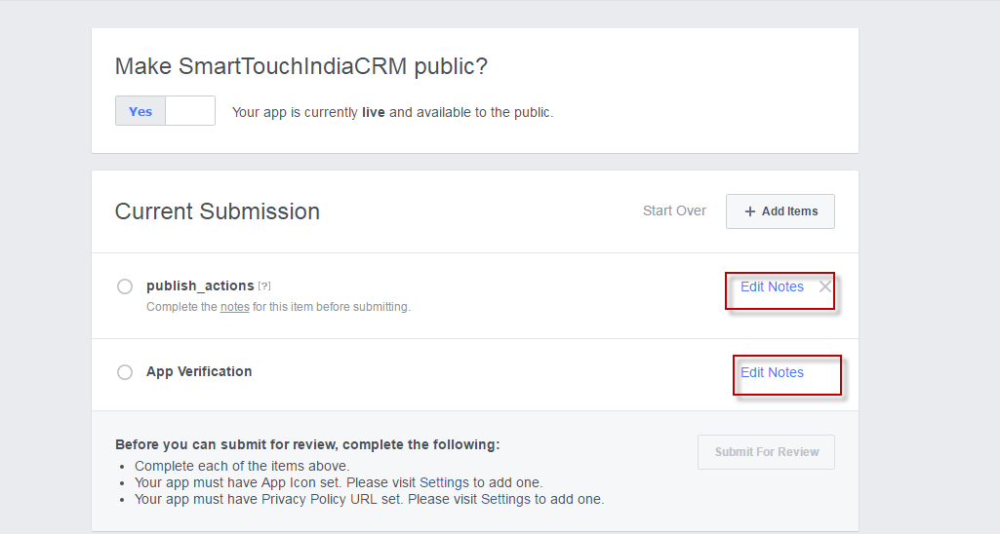 Make SmartTouchIndiaCRM public?
Yes
Your app is currently live and available to the public.
Current Submission
Start Over
+ Add Items
publish_actions [?]
Edit Notes
Complete the notes for this item before submitting.
App Verification
Edit Notes
Before you can submit for review, complete the following:
Submit For Review
• Complete each of the items above.
• Your app must have App Icon set. Please visit Settings to add one.
• Your app must have Privacy Policy URL set. Please visit Settings to add one.